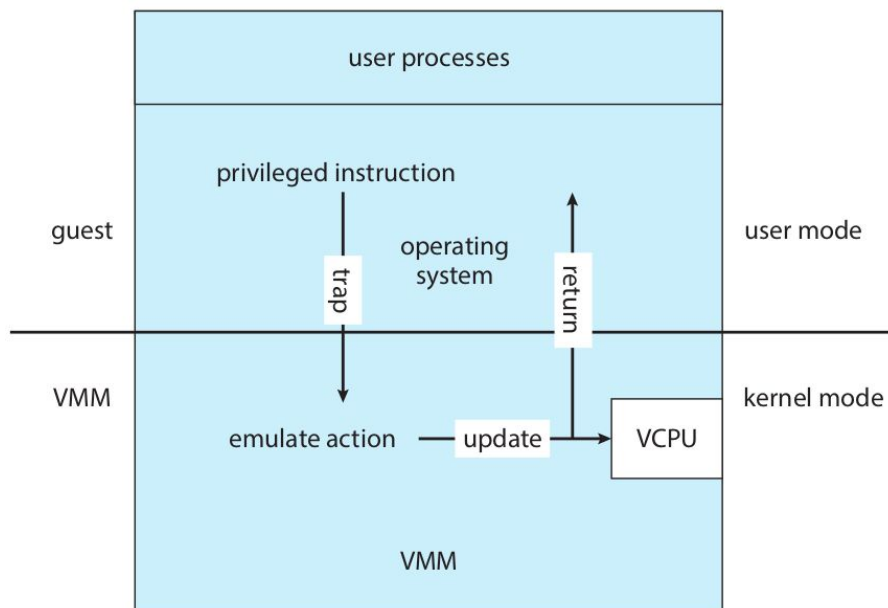 user processes
privileged instruction
guest
operating
system
user mode
trap
return
VMM
kernel mode
emulate action
update
VCPU
VMM